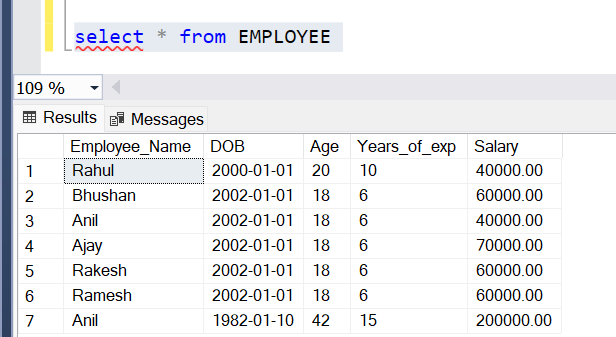 select * from EMPLOYEE
109 %
Results Messages
Employee_Name DOB Age Years_of_exp Salary
1 Rahul 2000-01-01 20 10 40000.00
2 Bhushan 2002-01-01 18 6 60000.00
3 Anil 2002-01-01 18 6 40000.00
4 Ajay 2002-01-01 18 6 70000.00
5 Rakesh 2002-01-01 18 6 60000.00
6 Ramesh 2002-01-01 18 6 60000.00
7 Anil 1982-01-10 42 15 200000.00